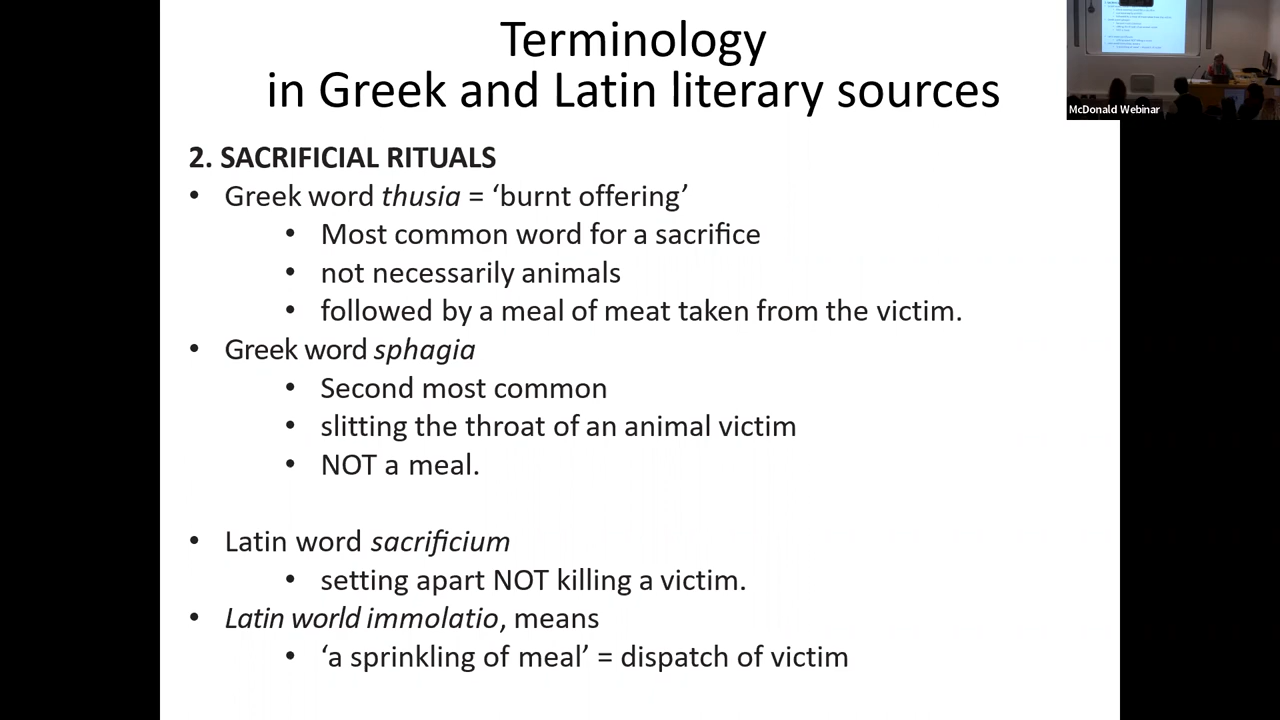 Terminology
in Greek and Latin literary sources
McDonald Webinar
2. SACRIFICIAL RITUALS
• Greek word thusia = ‘burnt offering’
• Most common word for a sacrifice
• not necessarily animals
• followed by a meal of meat taken from the victim.
• Greek word sphagia
• Second most common
• slitting the throat of an animal victim
• NOT a meal.
• Latin word sacrificium
• setting apart NOT killing a victim.
• Latin world immolatio, means
• ‘a sprinkling of meal’ = dispatch of victim